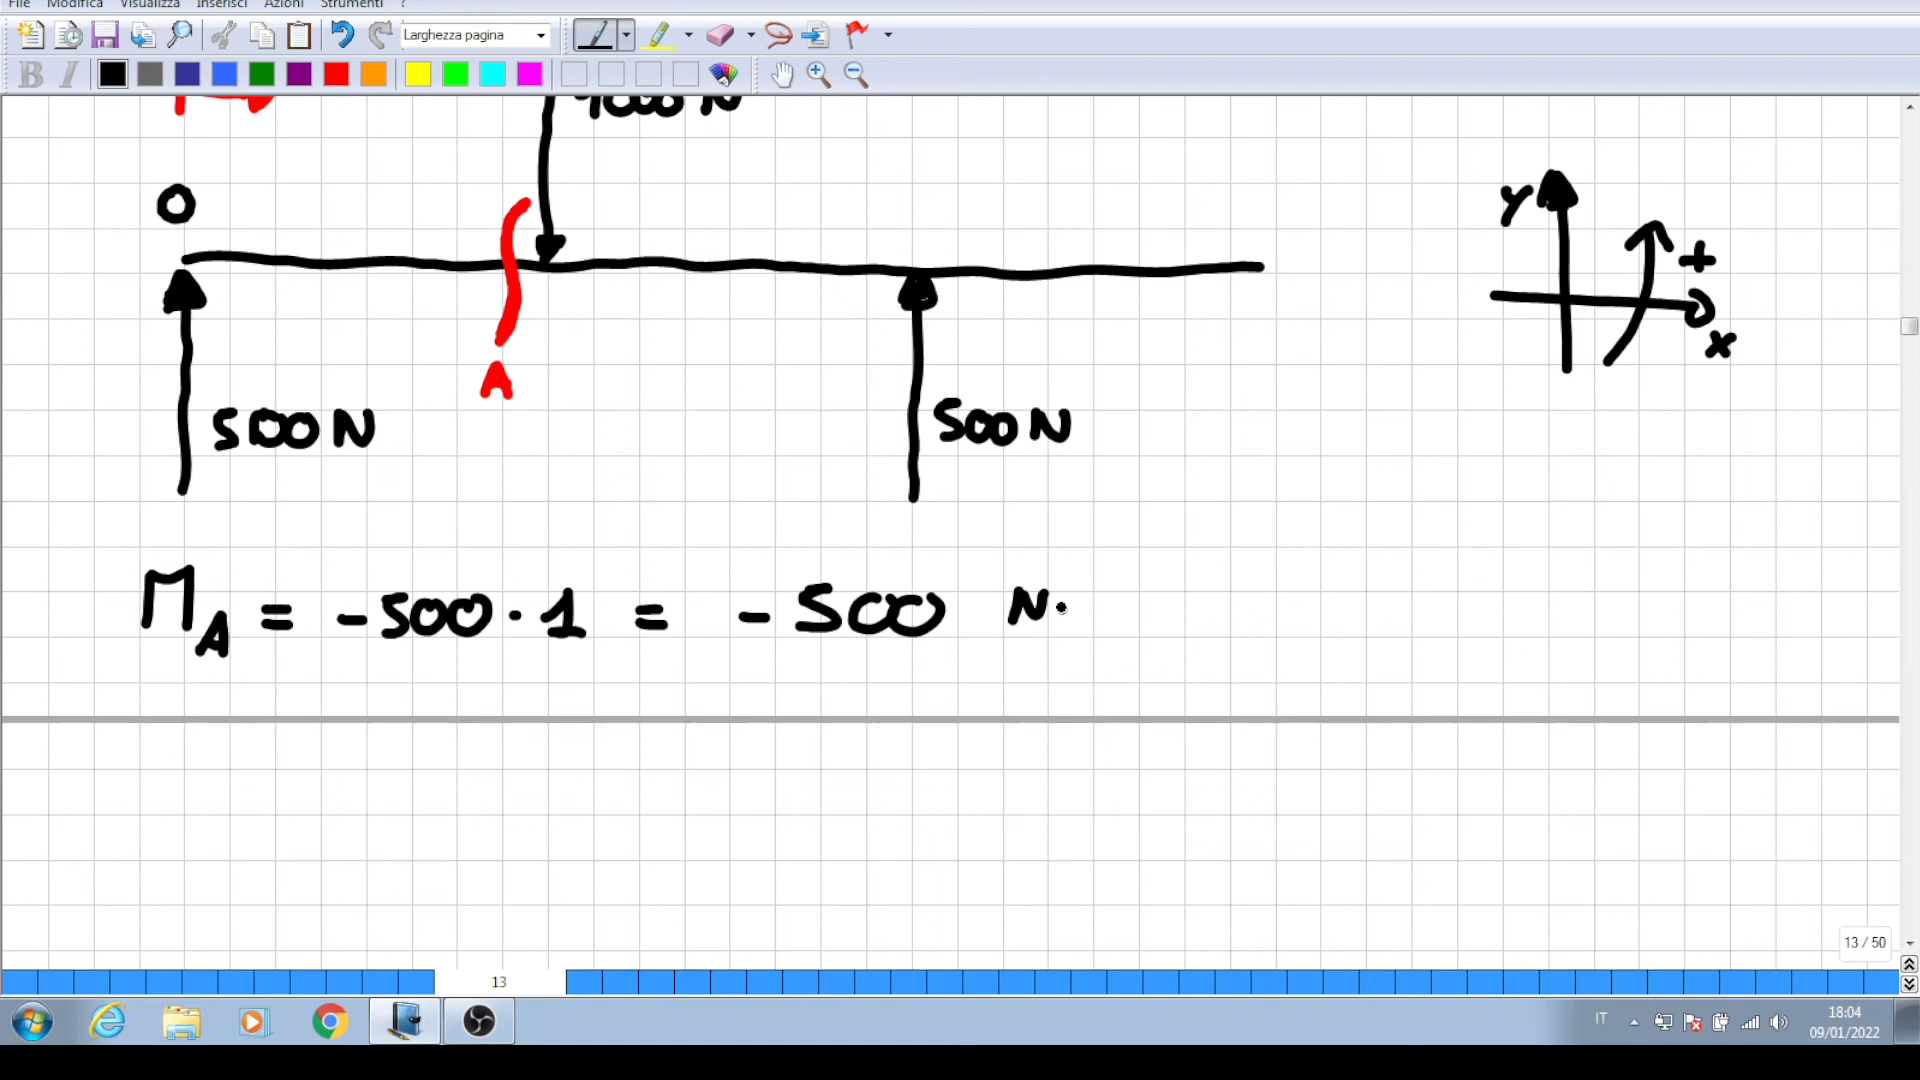 File Modifica Visualizza Inserisci Azioni Strumenti ?
Larghezza pagina
B I
1000 N
O
y
+
x
A
500 N
500 N
M_A = -500 · 1 = - 500 N·
13 / 50
13
IT
18:04
09/01/2022